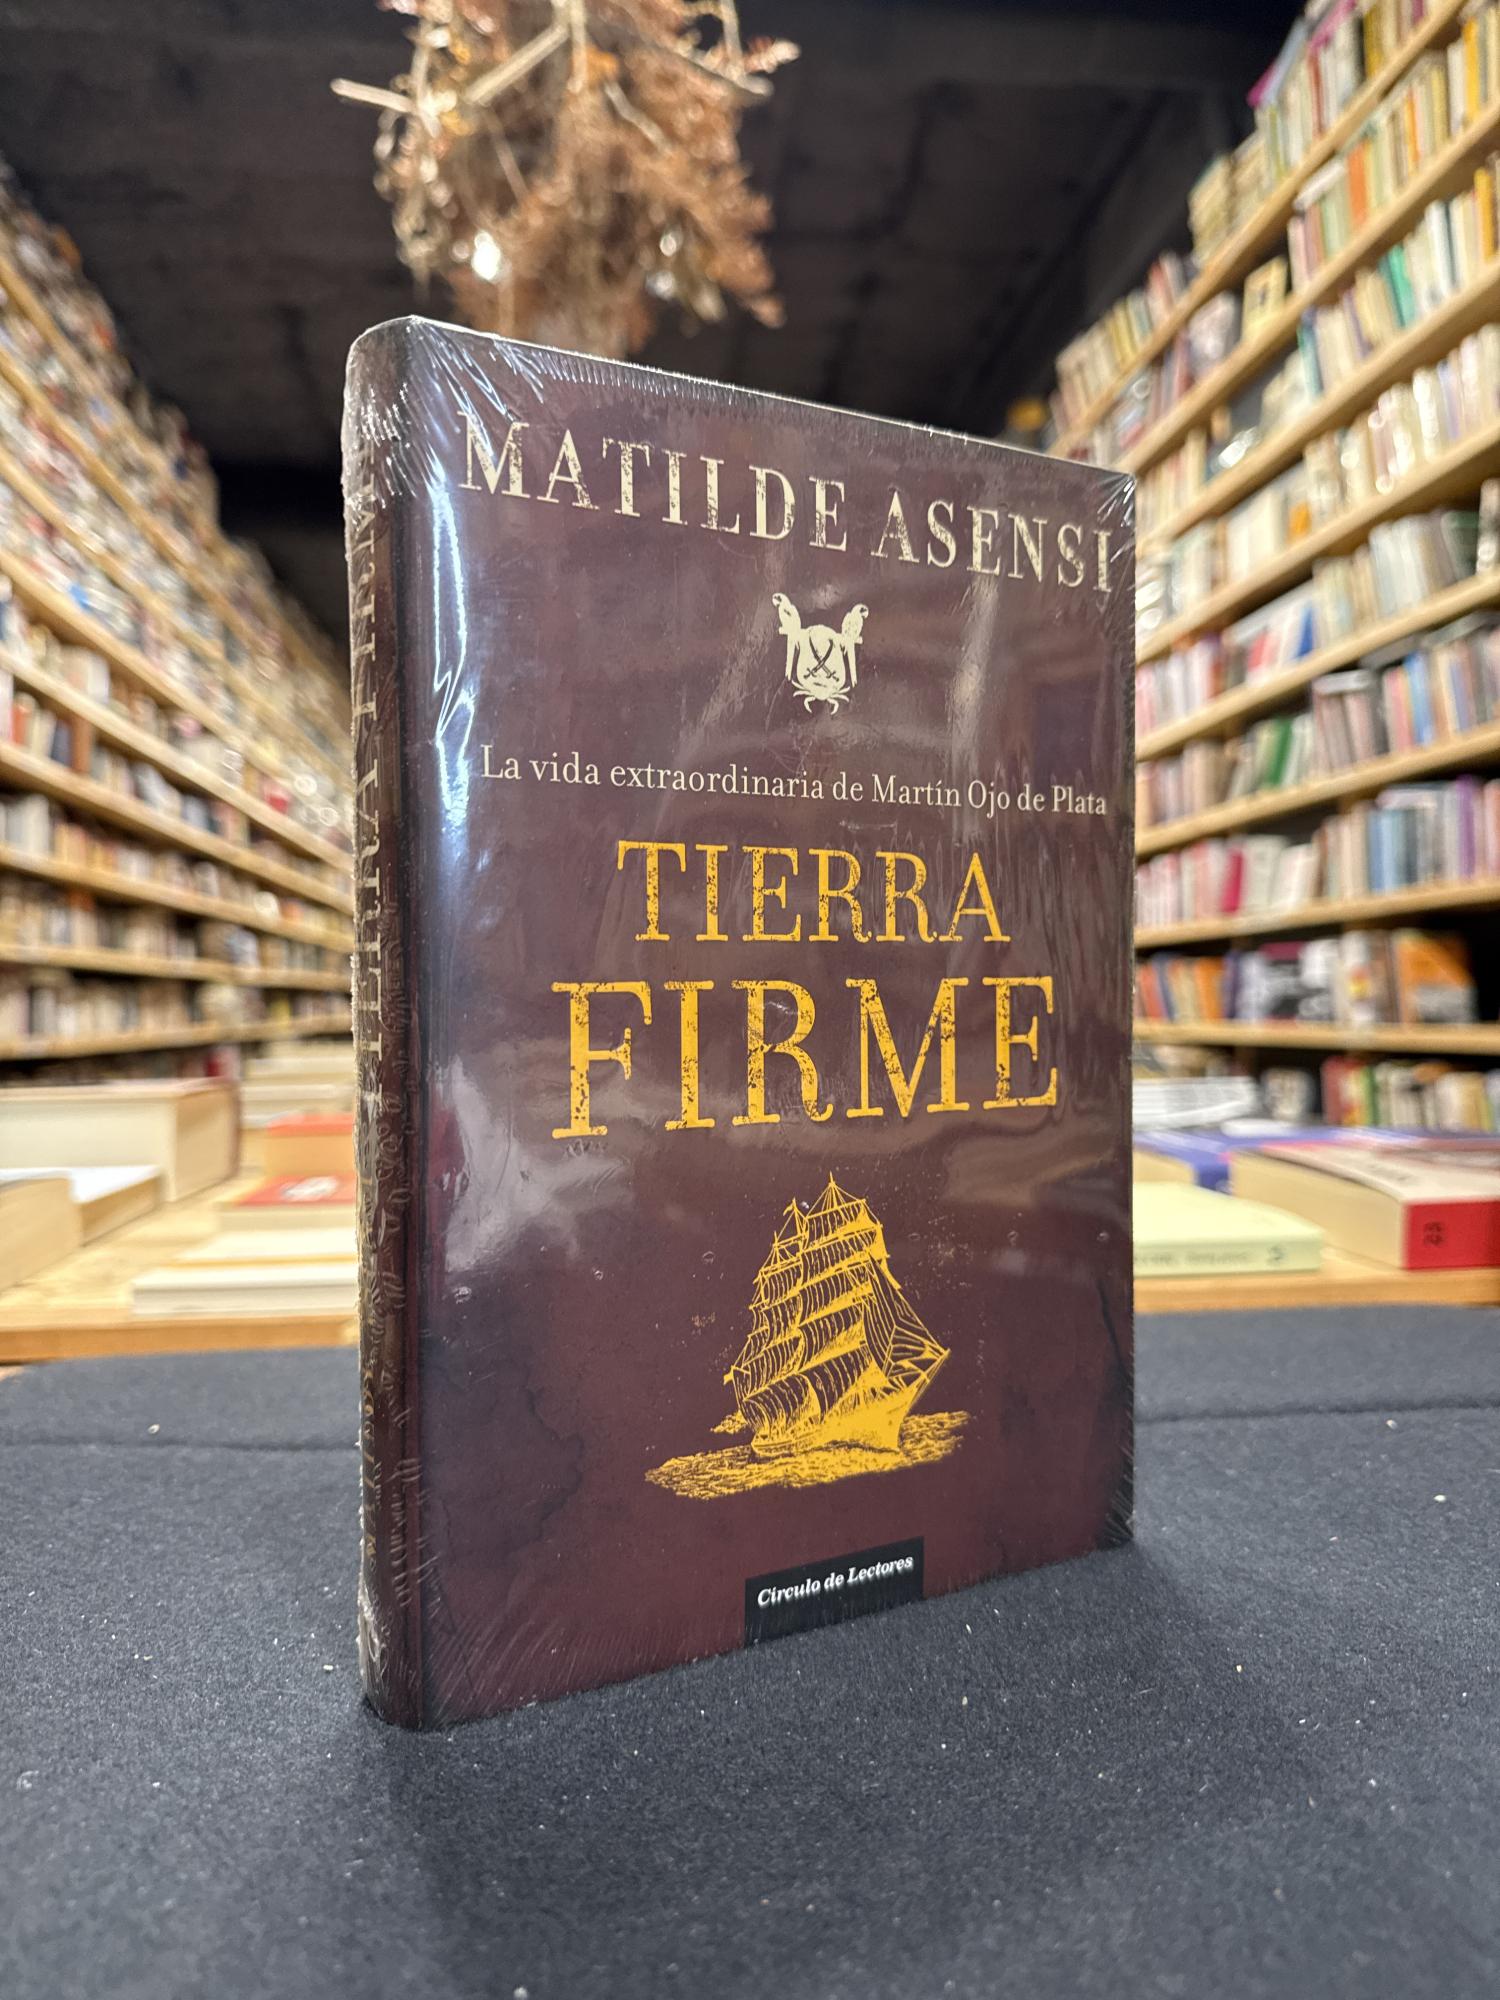 MATILDE ASENSI
La vida extraordinaria de Martín Ojo de Plata
TIERRA
FIRME
Círculo de Lectores